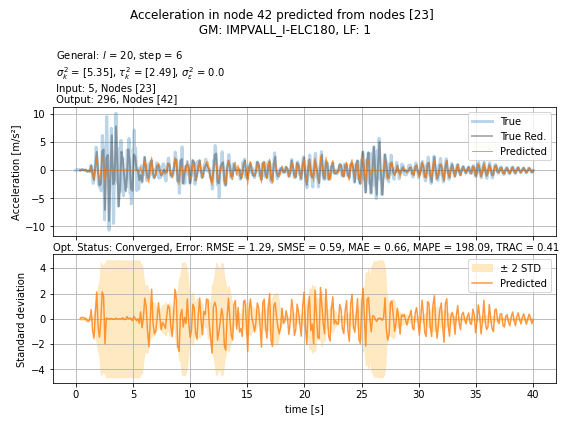 Acceleration in node 42 predicted from nodes [23]
GM: IMPVALL_I-ELC180, LF: 1
General: l = 20, step = 6
σ²ₖ = [5.35], τ²ₖ = [2.49], σ²ε = 0.0
Input: 5, Nodes [23]
Output: 296, Nodes [42]
10
5
0
−5
−10
Acceleration [m/s²]
True
True Red.
Predicted
Opt. Status: Converged, Error: RMSE = 1.29, SMSE = 0.59, MAE = 0.66, MAPE = 198.09, TRAC = 0.41
4
2
0
−2
−4
Standard deviation
± 2 STD
Predicted
0 5 10 15 20 25 30 35 40
time [s]